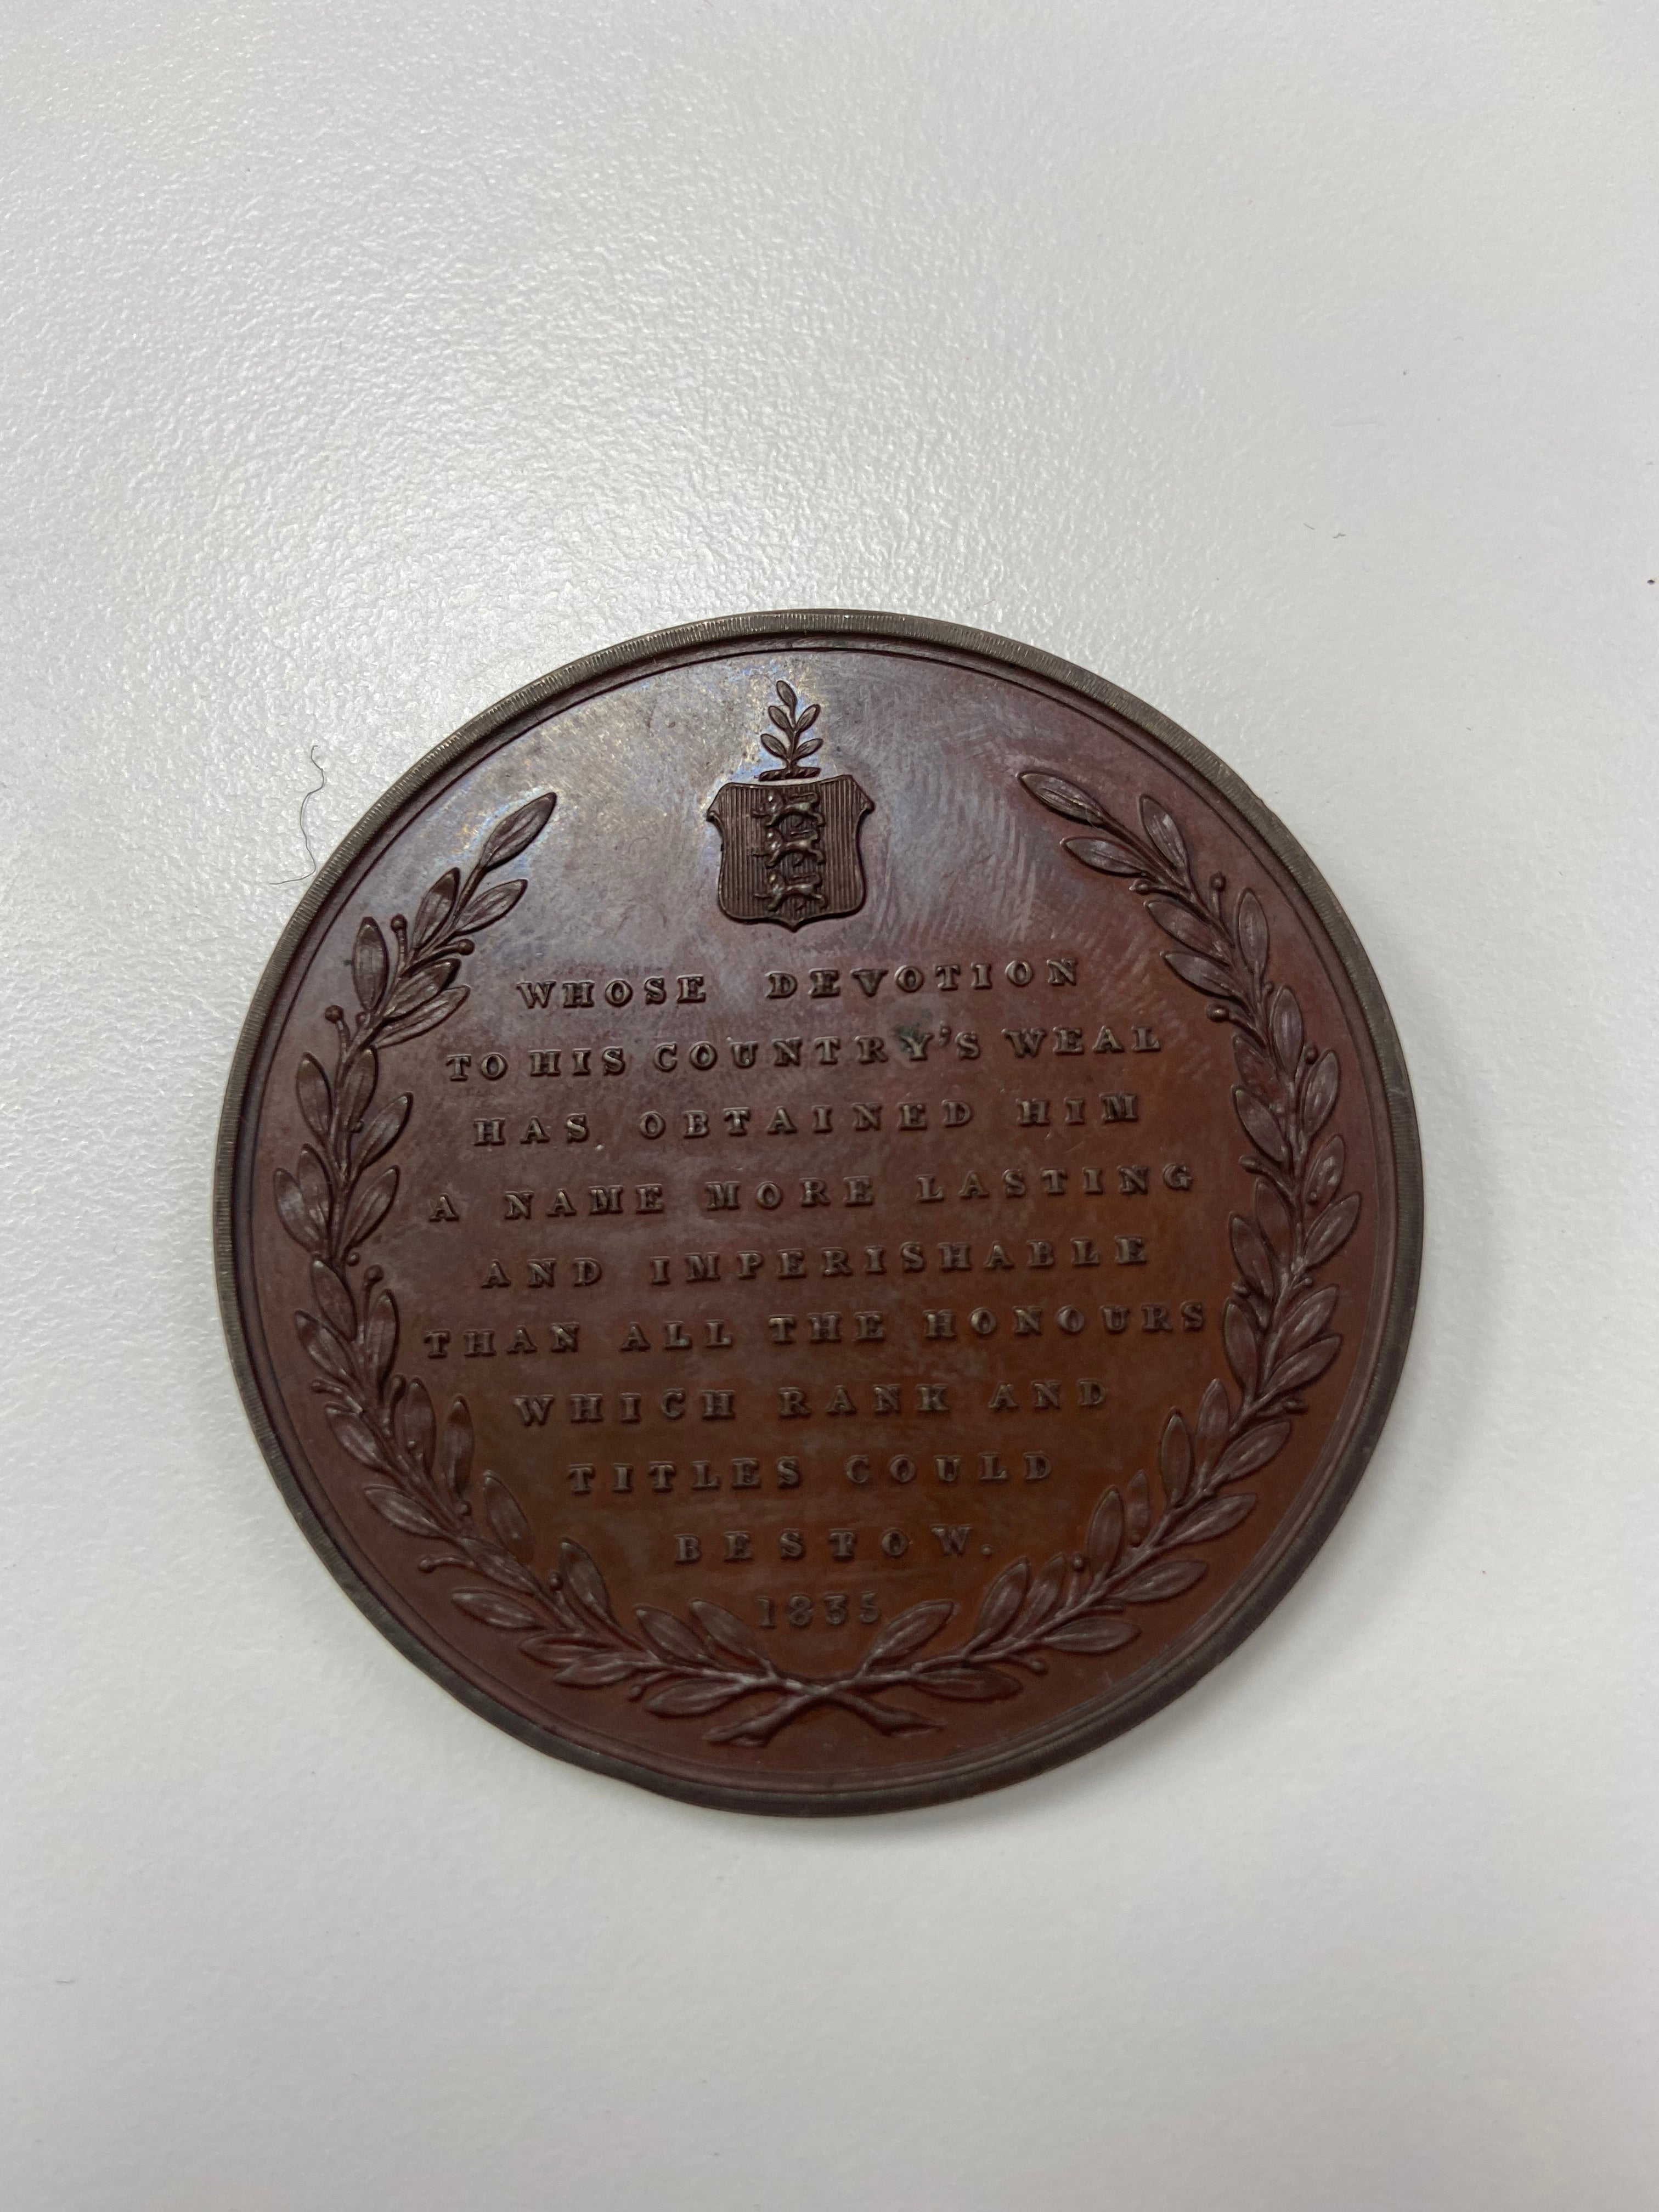 WHOSE DEVOTION
TO HIS COUNTRY'S WEAL
HAS OBTAINED HIM
A NAME MORE LASTING
AND IMPERISHABLE
THAN ALL THE HONOURS
WHICH RANK AND
TITLES COULD
BESTOW.
1835